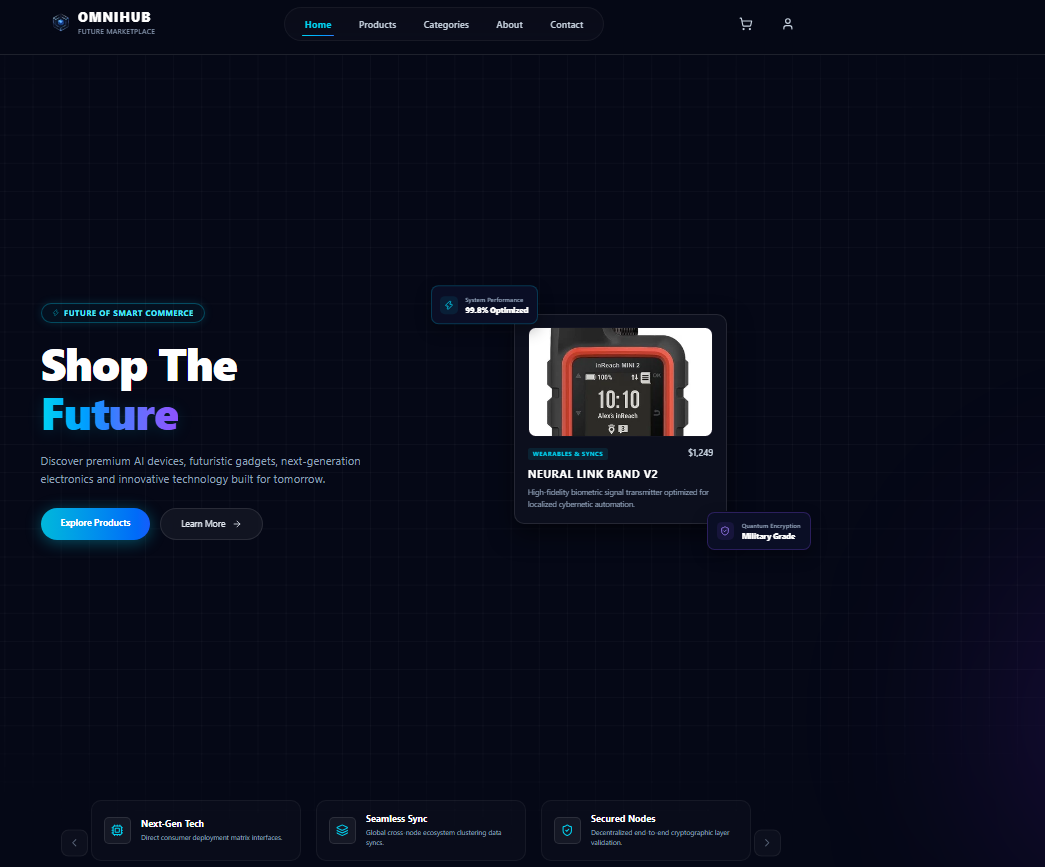 OMNIHUB
FUTURE MARKETPLACE
Home
Products
Categories
About
Contact
FUTURE OF SMART COMMERCE
Shop The
Future
Discover premium AI devices, futuristic gadgets, next-generation
electronics and innovative technology built for tomorrow.
Explore Products
Learn More
System Performance
99.8% Optimized
inReach MINI 2
100%
OK
10:10
Alex's inReach
3
WEARABLES & SYNCS
$1,249
NEURAL LINK BAND V2
High-fidelity biometric signal transmitter optimized for
localized cybernetic automation.
Quantum Encryption
Military Grade
Next-Gen Tech
Direct consumer deployment matrix interfaces.
Seamless Sync
Global cross-node ecosystem clustering data
syncs.
Secured Nodes
Decentralized end-to-end cryptographic layer
validation.